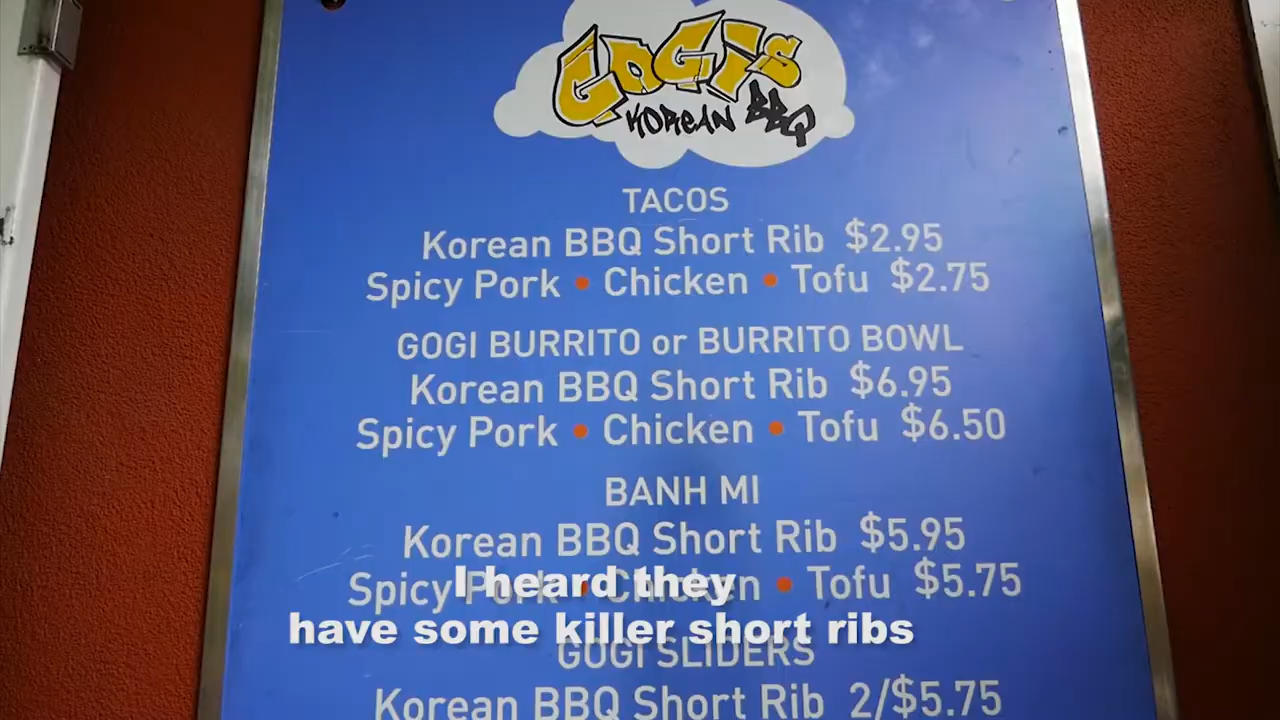 GOGIS
KOREAN BBQ
TACOS
Korean BBQ Short Rib $2.95
Spicy Pork • Chicken • Tofu $2.75
GOGI BURRITO or BURRITO BOWL
Korean BBQ Short Rib $6.95
Spicy Pork • Chicken • Tofu $6.50
BANH MI
Korean BBQ Short Rib $5.95
Spicy Pork • Chicken • Tofu $5.75
I heard they
have some killer short ribs
GOGI SLIDERS
Korean BBQ Short Rib 2/$5.75